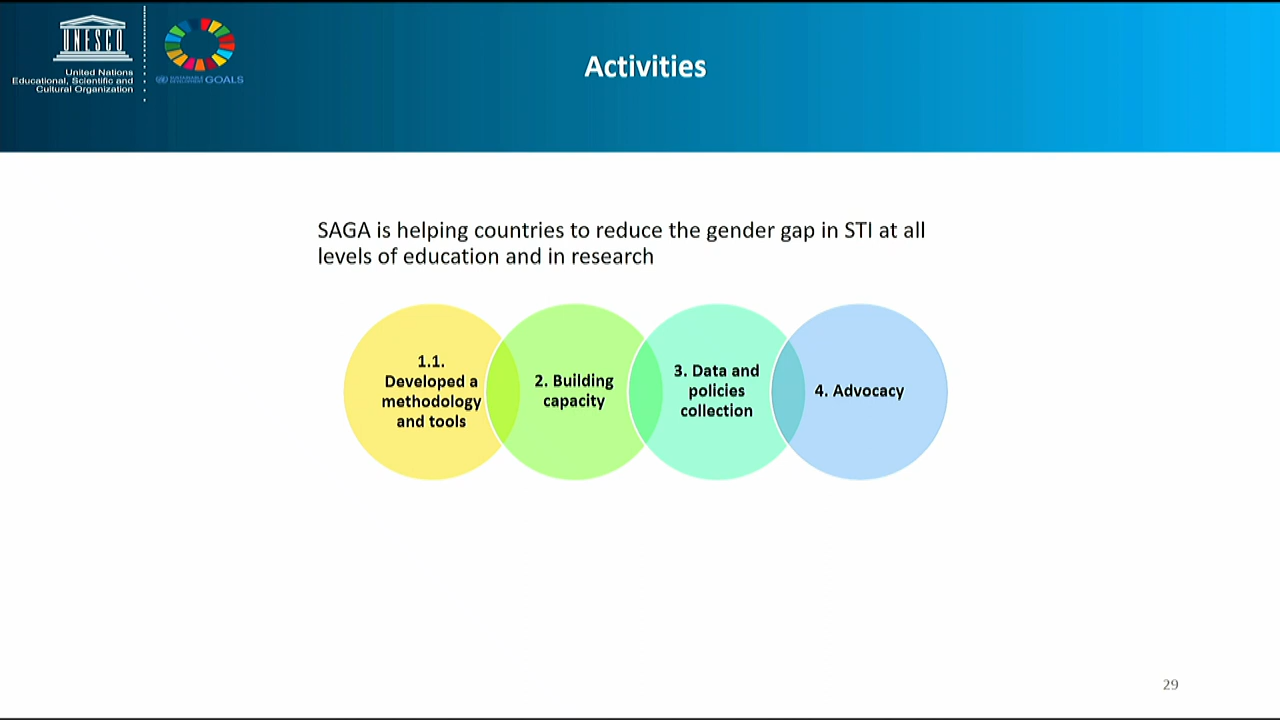 UNESCO
United Nations
Educational, Scientific and
Cultural Organization
SUSTAINABLE
DEVELOPMENT GOALS
Activities
SAGA is helping countries to reduce the gender gap in STI at all
levels of education and in research
1.1.
Developed a
methodology
and tools
2. Building
capacity
3. Data and
policies
collection
4. Advocacy
29